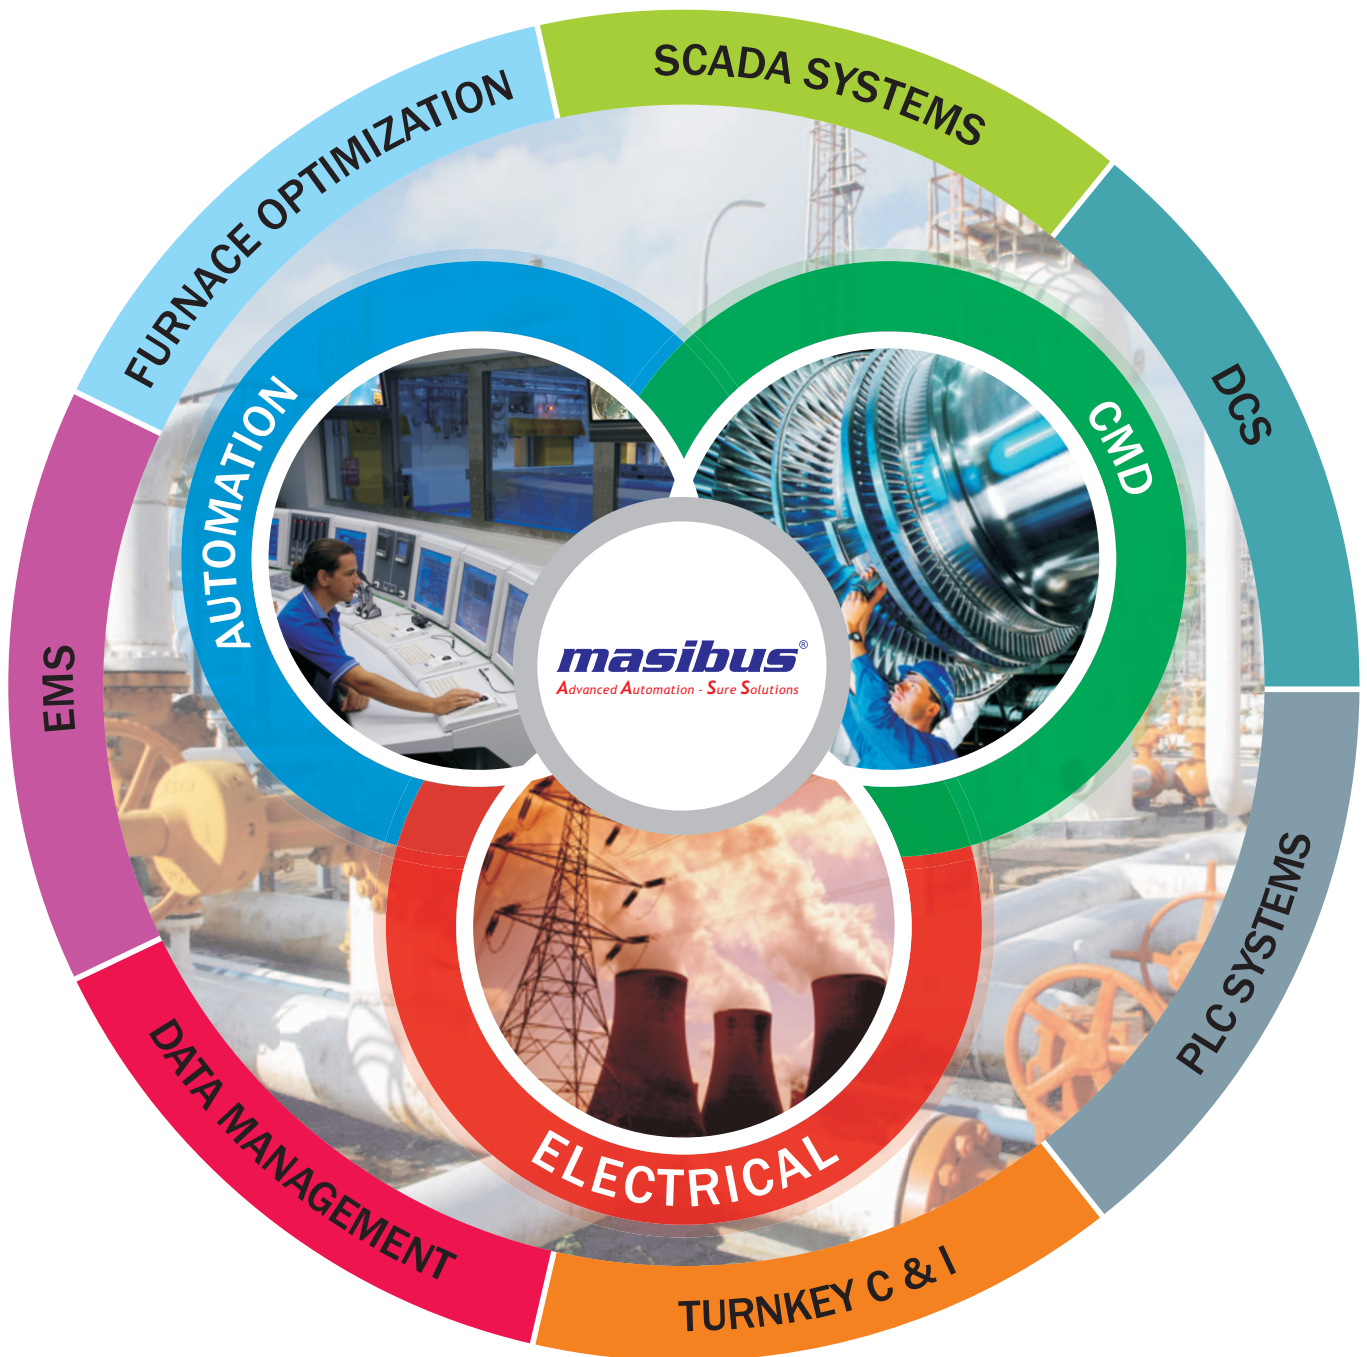 SCADA SYSTEMS
DCS
PLC SYSTEMS
TURNKEY C & I
DATA MANAGEMENT
EMS
FURNACE OPTIMIZATION
AUTOMATION
CMD
ELECTRICAL
masibus®
Advanced Automation - Sure Solutions